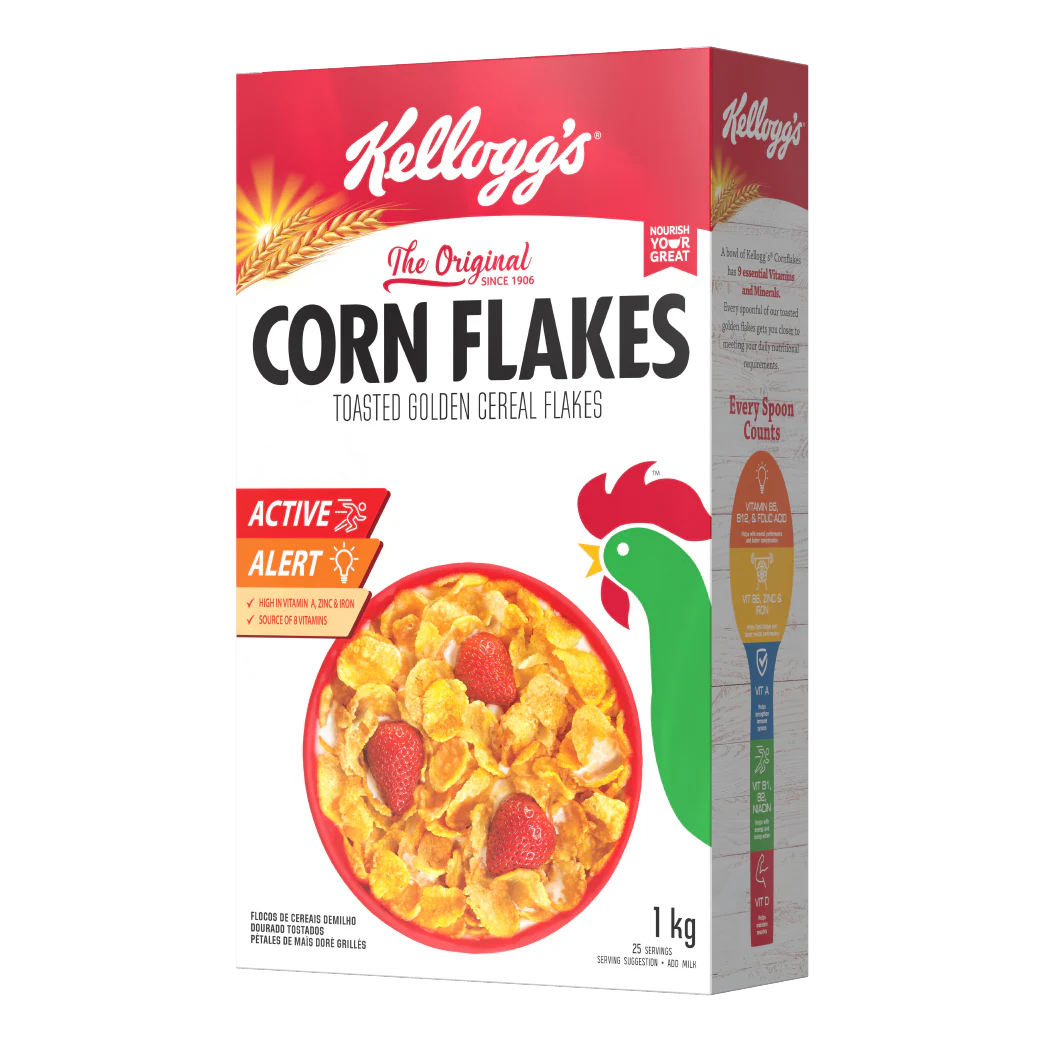 Kellogg's®
The Original
SINCE 1906
NOURISH
YOUR
GREAT
CORN FLAKES
TOASTED GOLDEN CEREAL FLAKES
TM
ACTIVE
ALERT
✓ HIGH IN VITAMIN A, ZINC & IRON
✓ SOURCE OF 8 VITAMINS
FLOCOS DE CEREAIS DEMILHO
DOURADO TOSTADOS
PÉTALES DE MAÏS DORÉ GRILLÉS
1 kg
25 SERVINGS
SERVING SUGGESTION • ADD MILK
Kellogg's
A bowl of Kellogg's® Cornflakes
has 9 essential Vitamins
and Minerals.
Every spoonful of our toasted
golden flakes gets you closer to
meeting your daily nutritional
requirements.
Every Spoon
Counts
VITAMIN B6,
B12, & FOLIC ACID
VIT B6, ZINC &
IRON
VIT A
VIT B1,
B2,
NIACIN
VIT D